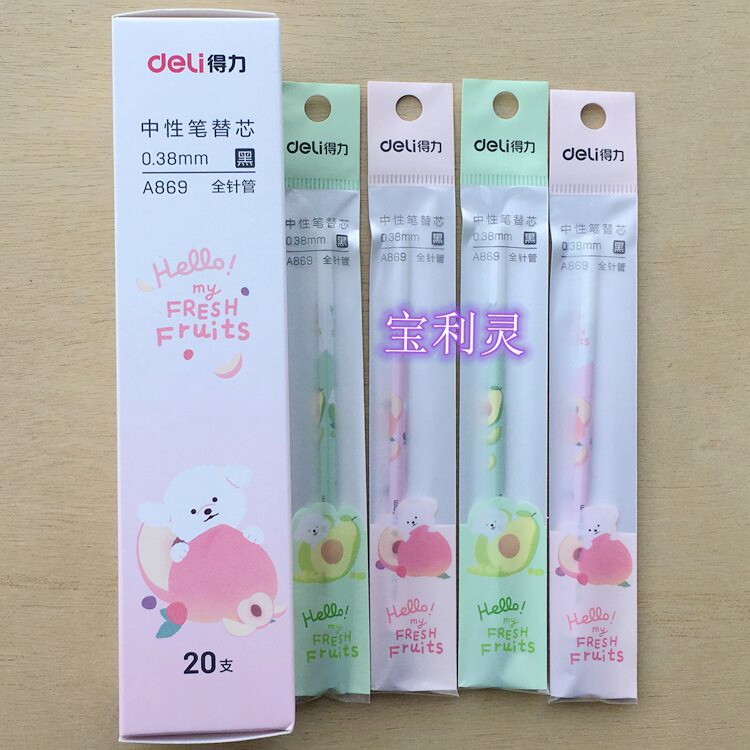 deli得力
中性笔替芯
0.38mm 黑
A869 全针管
Hello!
my
FRESH
Fruits
20支
deli得力
中性笔替芯
0.38mm 黑
A869 全针管
Hello!
my
FRESH
Fruits
deli得力
中性笔替芯
0.38mm 黑
A869 全针管
Hello!
my
FRESH
Fruits
deli得力
中性笔替芯
0.38mm 黑
A869 全针管
Hello!
my
FRESH
Fruits
deli得力
中性笔替芯
0.38mm 黑
A869 全针管
Hello!
my
FRESH
Fruits
宝利灵